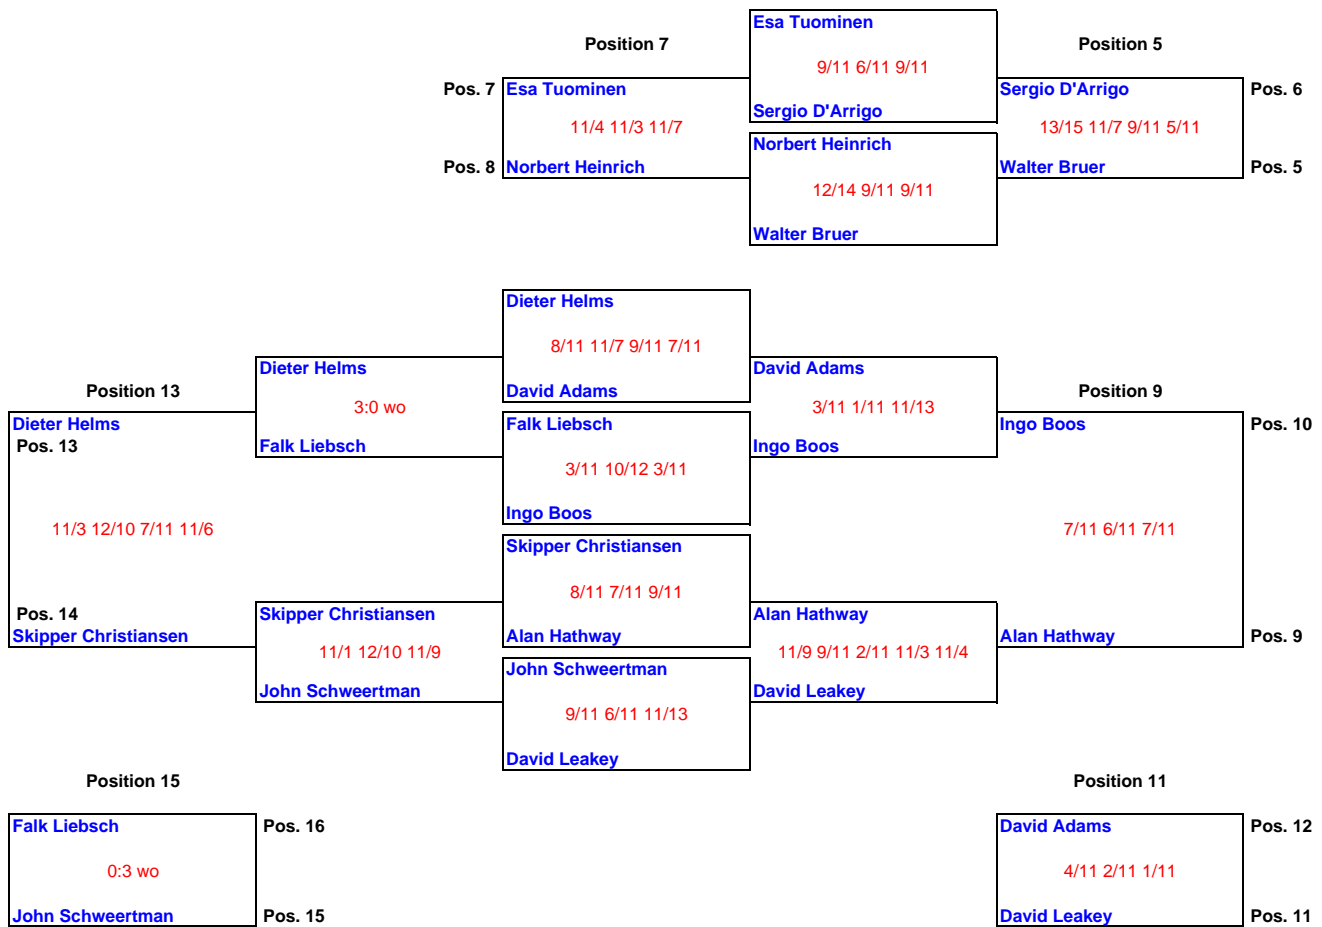 Esa Tuominen
Position 7
Position 5
9/11 6/11 9/11
Pos. 7 Esa Tuominen
Sergio D'Arrigo
Pos. 6
Sergio D'Arrigo
11/4 11/3 11/7
13/15 11/7 9/11 5/11
Norbert Heinrich
Pos. 8 Norbert Heinrich
Walter Bruer
Pos. 5
12/14 9/11 9/11
Walter Bruer
Dieter Helms
8/11 11/7 9/11 7/11
Dieter Helms
David Adams
Position 13
David Adams
Position 9
3:0 wo
3/11 1/11 11/13
Dieter Helms
Falk Liebsch
Ingo Boos
Pos. 10
Pos. 13
Falk Liebsch
Ingo Boos
3/11 10/12 3/11
Ingo Boos
11/3 12/10 7/11 11/6
7/11 6/11 7/11
Skipper Christiansen
8/11 7/11 9/11
Pos. 14
Skipper Christiansen
Alan Hathway
Skipper Christiansen
Alan Hathway
Alan Hathway
Pos. 9
11/1 12/10 11/9
11/9 9/11 2/11 11/3 11/4
John Schweertman
John Schweertman
David Leakey
9/11 6/11 11/13
David Leakey
Position 15
Position 11
Falk Liebsch
Pos. 16
David Adams
Pos. 12
0:3 wo
4/11 2/11 1/11
John Schweertman
Pos. 15
David Leakey
Pos. 11